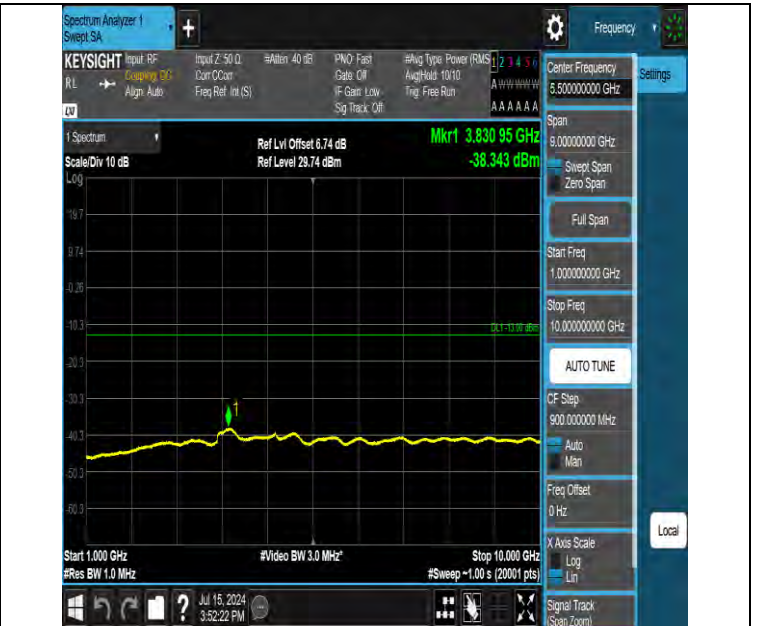 Spectrum Analyzer 1
Swept SA
+
Frequency
KEYSIGHT
RL
LXI
Input: RF
Coupling: DC
Align: Auto
Input Z: 50 Ω
Corr CCorr
Freq Ref: Int (S)
#Atten: 40 dB
PNO: Fast
Gate: Off
IF Gain: Low
Sig Track: Off
#Avg Type: Power (RMS)
Avg|Hold: 10/10
Trig: Free Run
1 2 3 4 5 6
A W W W W W
A A A A A A
1 Spectrum
Scale/Div 10 dB
Log
Ref Lvl Offset 6.74 dB
Ref Level 29.74 dBm
Mkr1 3.830 95 GHz
-38.343 dBm
19.7
9.74
-0.26
-10.3
-20.3
-30.3
-40.3
-50.3
-60.3
DL1 -13.00 dBm
1
Start 1.000 GHz
#Res BW 1.0 MHz
#Video BW 3.0 MHz*
Stop 10.000 GHz
#Sweep ~1.00 s (20001 pts)
?
Jul 15, 2024
3:52:22 PM
Center Frequency
5.500000000 GHz
Settings
Span
9.00000000 GHz
Swept Span
Zero Span
Full Span
Start Freq
1.000000000 GHz
Stop Freq
10.000000000 GHz
AUTO TUNE
CF Step
900.000000 MHz
Auto
Man
Freq Offset
0 Hz
X Axis Scale
Log
Lin
Local
Signal Track
(Span Zoom)